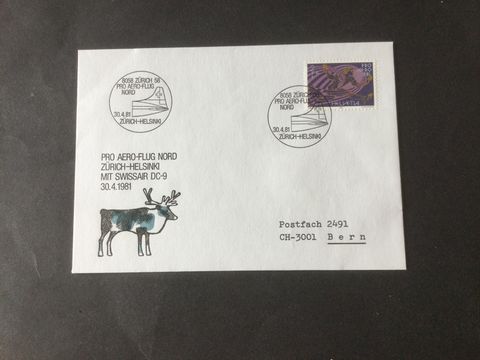 8058 ZÜRICH 58
PRO AERO-FLUG
NORD
30.4.81
ZÜRICH-HELSINKI
8058 ZÜRICH 58
PRO AERO-FLUG
NORD
30.4.81
ZÜRICH-HELSINKI
PRO
HELVETIA
PRO AERO-FLUG NORD
ZÜRICH-HELSINKI
MIT SWISSAIR DC-9
30.4.1981
Postfach 2491
CH-3001 Bern